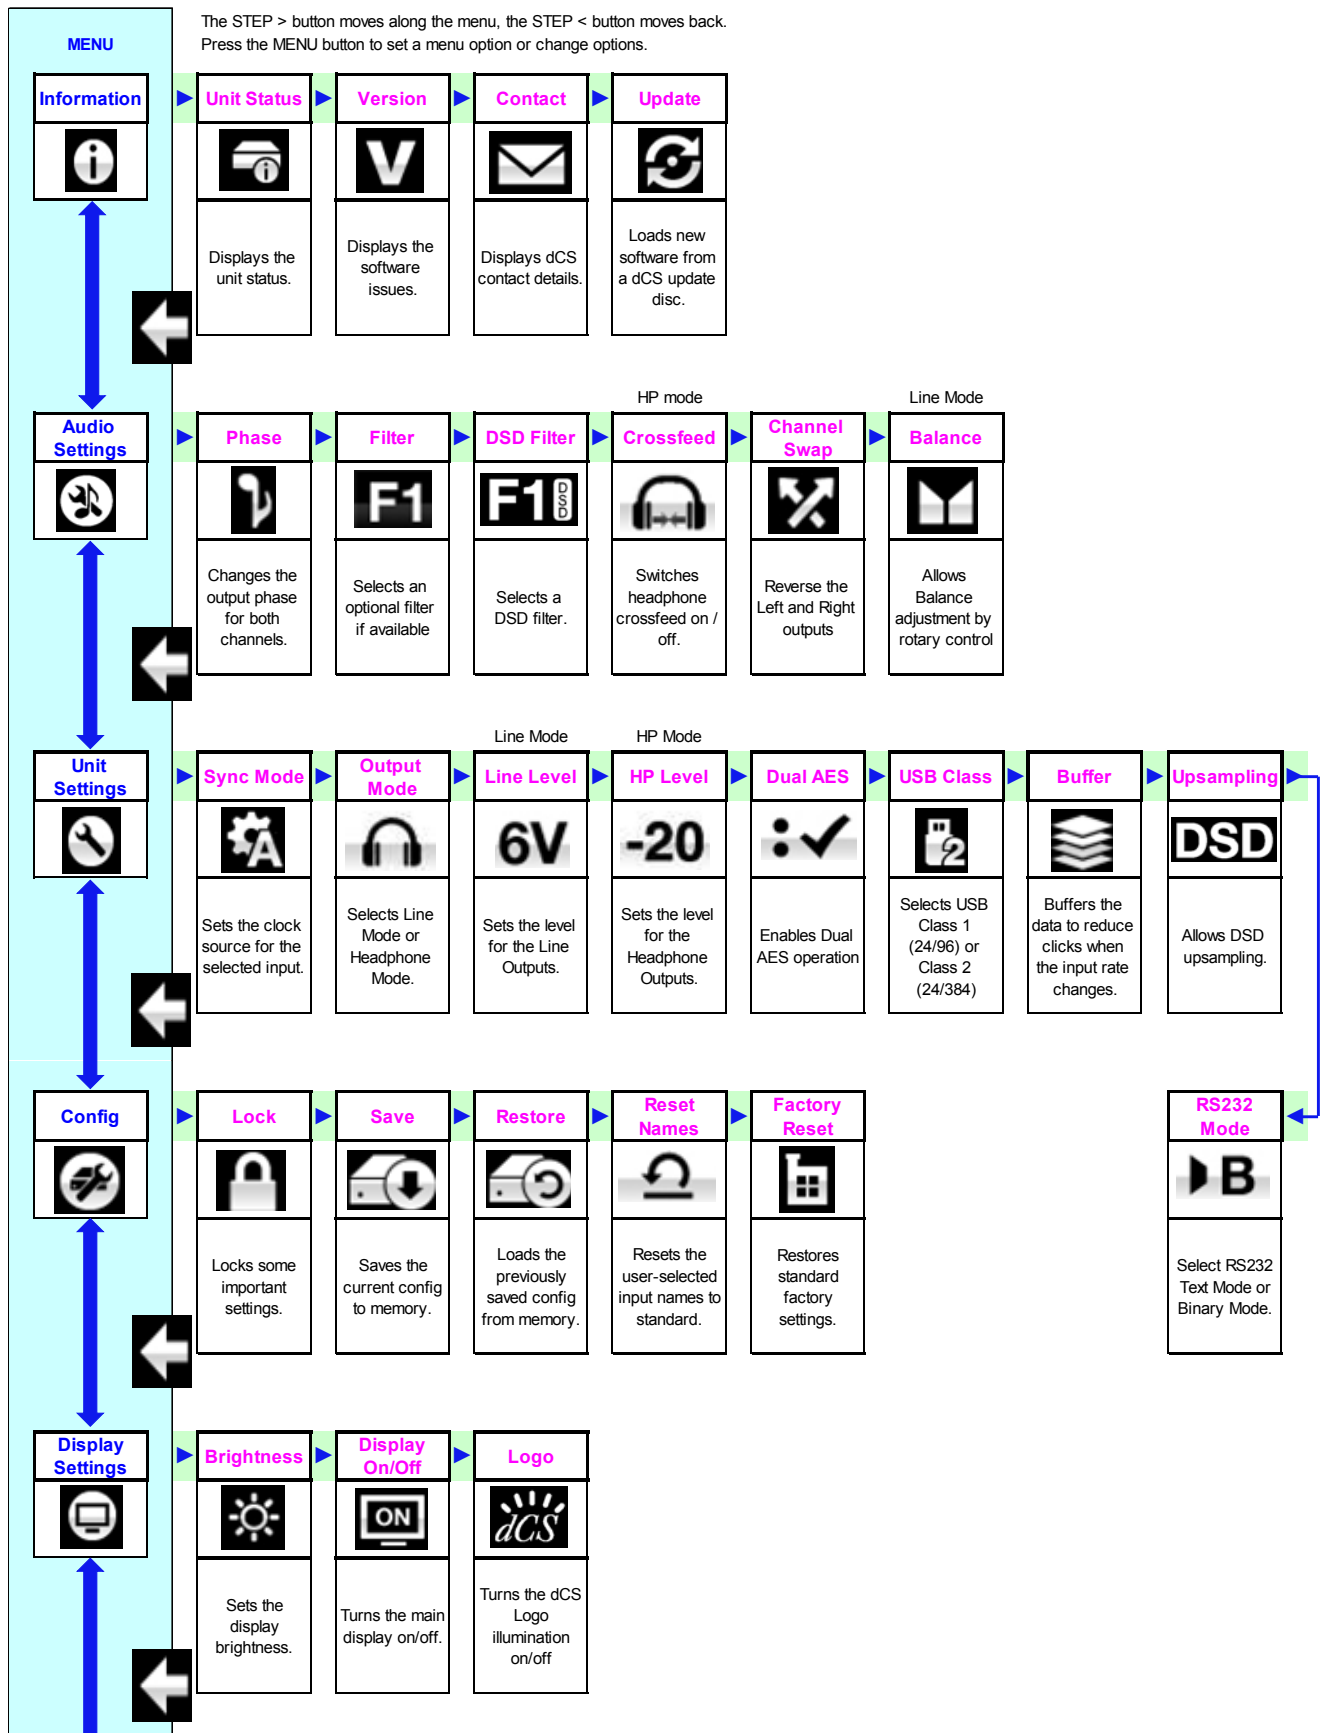 The STEP > button moves along the menu, the STEP < button moves back.
Press the MENU button to set a menu option or change options.
MENU
Information
Unit Status
Version
Contact
Update
i
i
V
Displays the
unit status.
Displays the
software
issues.
Displays dCS
contact details.
Loads new
software from
a dCS update
disc.
HP mode
Line Mode
Audio
Settings
Phase
Filter
DSD Filter
Crossfeed
Channel
Swap
Balance
F1
F1 DSD
Changes the
output phase
for both
channels.
Selects an
optional filter
if available
Selects a
DSD filter.
Switches
headphone
crossfeed on /
off.
Reverse the
Left and Right
outputs
Allows
Balance
adjustment by
rotary control
Line Mode
HP Mode
Unit
Settings
Sync Mode
Output
Mode
Line Level
HP Level
Dual AES
USB Class
Buffer
Upsampling
A
6V
-20
2
DSD
Sets the clock
source for the
selected input.
Selects Line
Mode or
Headphone
Mode.
Sets the level
for the Line
Outputs.
Sets the level
for the
Headphone
Outputs.
Enables Dual
AES operation
Selects USB
Class 1
(24/96) or
Class 2
(24/384)
Buffers the
data to reduce
clicks when
the input rate
changes.
Allows DSD
upsampling.
Config
Lock
Save
Restore
Reset
Names
Factory
Reset
RS232
Mode
B
Locks some
important
settings.
Saves the
current config
to memory.
Loads the
previously
saved config
from memory.
Resets the
user-selected
input names to
standard.
Restores
standard
factory
settings.
Select RS232
Text Mode or
Binary Mode.
Display
Settings
Brightness
Display
On/Off
Logo
ON
dCS
Sets the
display
brightness.
Turns the main
display on/off.
Turns the dCS
Logo
illumination
on/off